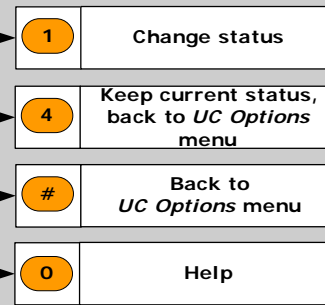 1
Change status
4
Keep current status,
back to UC Options
menu
#
Back to
UC Options menu
0
Help